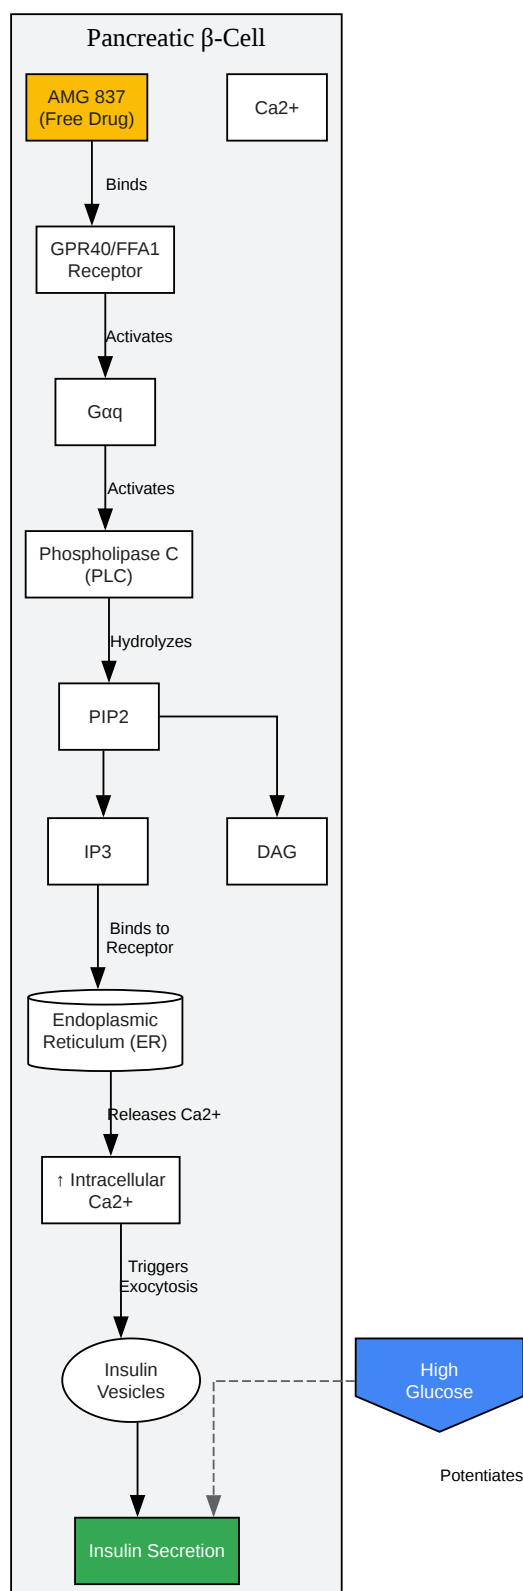 Pancreatic β-Cell
AMG 837
(Free Drug)
Ca2+
Binds
GPR40/FFA1
Receptor
Activates
Gαq
Activates
Phospholipase C
(PLC)
Hydrolyzes
PIP2
IP3
DAG
Binds to
Receptor
Endoplasmic
Reticulum (ER)
Releases Ca2+
↑ Intracellular
Ca2+
Triggers
Exocytosis
Insulin
Vesicles
High
Glucose
Potentiates
Insulin Secretion